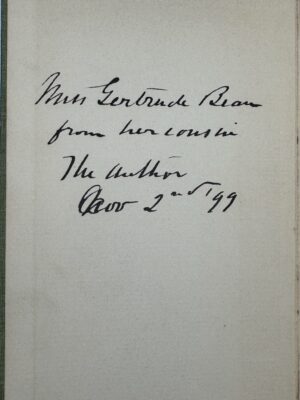 Miss Gertrude Bean
from her cousin
The Author
Nov 2nd '99